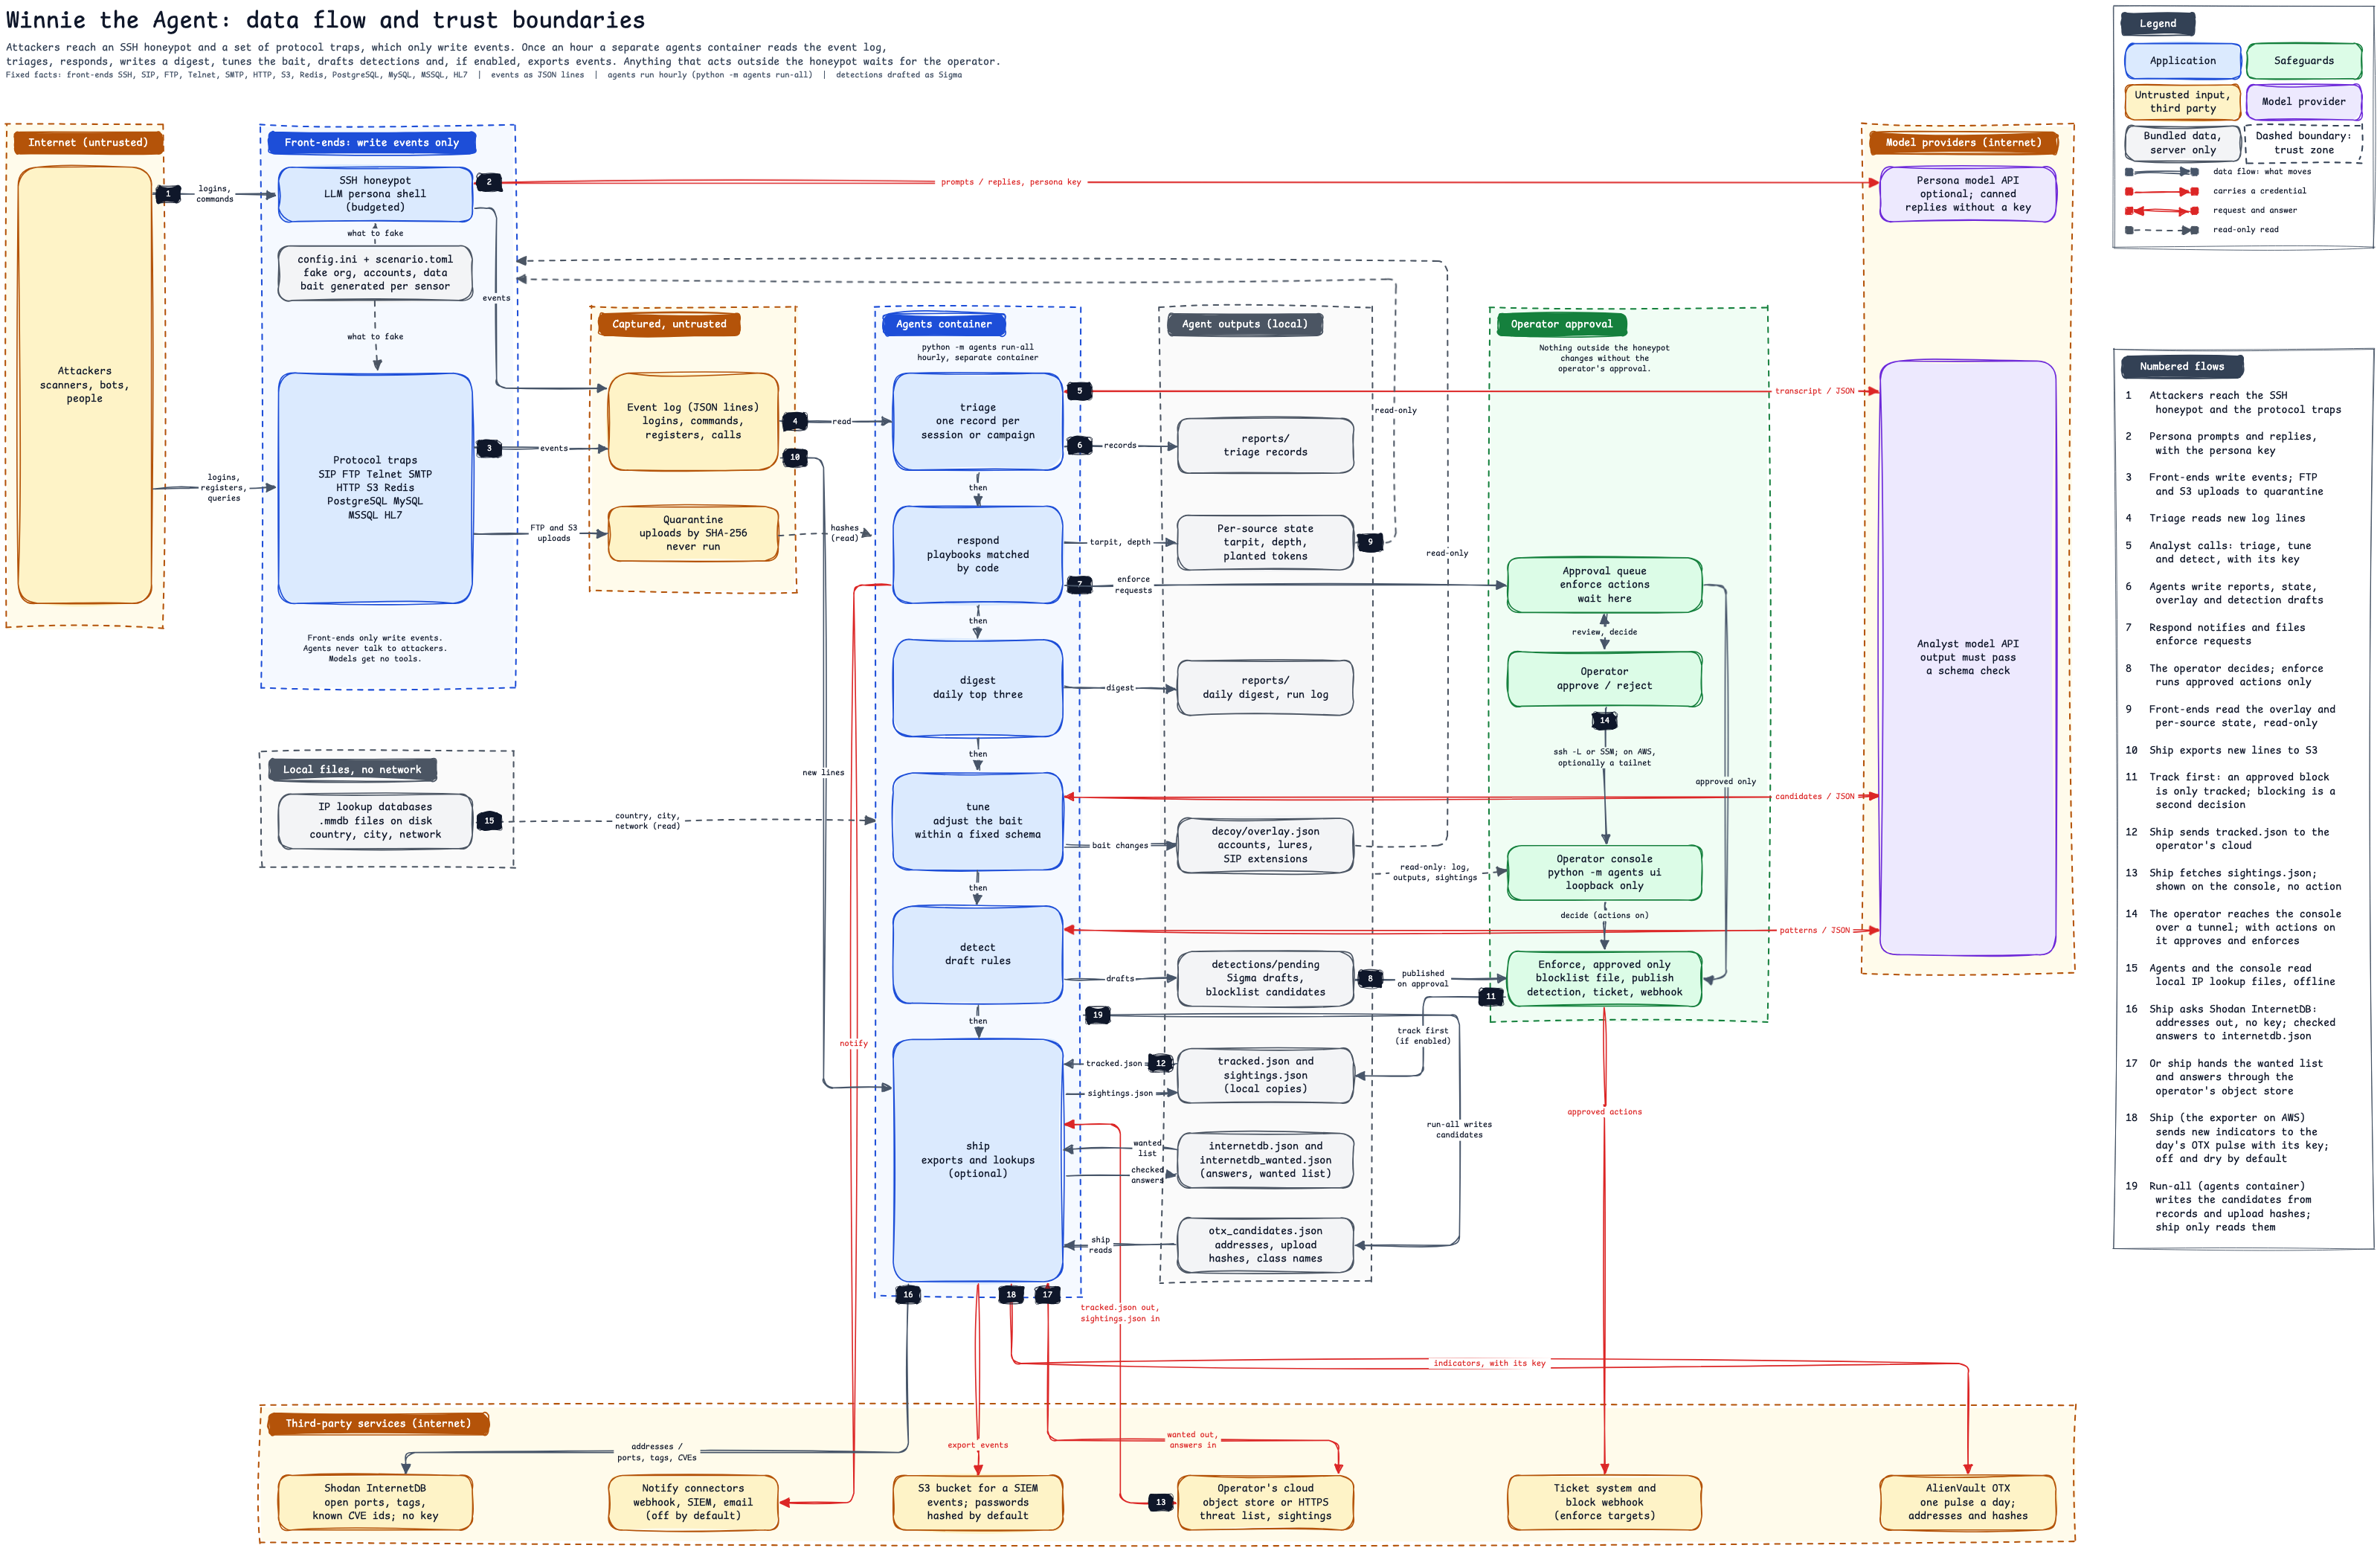 Winnie the Agent: data flow and trust boundaries
Attackers reach an SSH honeypot and a set of protocol traps, which only write events. Once an hour a separate agents container reads the event log,
triages, responds, writes a digest, tunes the bait, drafts detections and, if enabled, exports events. Anything that acts outside the honeypot waits for the operator.
Fixed facts: front-ends SSH, SIP, FTP, Telnet, SMTP, HTTP, S3, Redis, PostgreSQL, MySQL, MSSQL, HL7 | events as JSON lines | agents run hourly (python -m agents run-all) | detections drafted as Sigma
Legend
Application
Safeguards
Untrusted input,
third party
Model provider
Bundled data,
server only
Dashed boundary:
trust zone
data flow: what moves
carries a credential
request and answer
read-only read
Internet (untrusted)
Attackers
scanners, bots,
people
1
logins,
commands
logins,
registers,
queries
Front-ends: write events only
SSH honeypot
LLM persona shell
(budgeted)
what to fake
config.ini + scenario.toml
fake org, accounts, data
bait generated per sensor
what to fake
Protocol traps
SIP FTP Telnet SMTP
HTTP S3 Redis
PostgreSQL MySQL
MSSQL HL7
Front-ends only write events.
Agents never talk to attackers.
Models get no tools.
2
prompts / replies, persona key
events
3
events
FTP and S3
uploads
Local files, no network
IP lookup databases
.mmdb files on disk
country, city, network
15
country, city,
network (read)
Captured, untrusted
Event log (JSON lines)
logins, commands,
registers, calls
Quarantine
uploads by SHA-256
never run
4
read
10
hashes
(read)
new lines
notify
Agents container
python -m agents run-all
hourly, separate container
triage
one record per
session or campaign
then
respond
playbooks matched
by code
then
digest
daily top three
then
tune
adjust the bait
within a fixed schema
then
detect
draft rules
then
ship
exports and lookups
(optional)
5
transcript / JSON
6
records
tarpit, depth
7
enforce
requests
digest
candidates / JSON
bait changes
patterns / JSON
drafts
19
12
tracked.json
sightings.json
wanted
list
checked
answers
ship
reads
Agent outputs (local)
reports/
triage records
Per-source state
tarpit, depth,
planted tokens
9
read-only
read-only
reports/
daily digest, run log
decoy/overlay.json
accounts, lures,
SIP extensions
read-only: log,
outputs, sightings
detections/pending
Sigma drafts,
blocklist candidates
8
published
on approval
11
track first
(if enabled)
tracked.json and
sightings.json
(local copies)
run-all writes
candidates
internetdb.json and
internetdb_wanted.json
(answers, wanted list)
otx_candidates.json
addresses, upload
hashes, class names
Operator approval
Nothing outside the honeypot
changes without the
operator's approval.
Approval queue
enforce actions
wait here
review, decide
Operator
approve / reject
14
ssh -L or SSM; on AWS,
optionally a tailnet
approved only
Operator console
python -m agents ui
loopback only
decide (actions on)
Enforce, approved only
blocklist file, publish
detection, ticket, webhook
approved actions
Model providers (internet)
Persona model API
optional; canned
replies without a key
Analyst model API
output must pass
a schema check
16
18
17
tracked.json out,
sightings.json in
indicators, with its key
Third-party services (internet)
addresses /
ports, tags, CVEs
export events
wanted out,
answers in
Shodan InternetDB
open ports, tags,
known CVE ids; no key
Notify connectors
webhook, SIEM, email
(off by default)
S3 bucket for a SIEM
events; passwords
hashed by default
13
Operator's cloud
object store or HTTPS
threat list, sightings
Ticket system and
block webhook
(enforce targets)
AlienVault OTX
one pulse a day;
addresses and hashes
Numbered flows
1 Attackers reach the SSH
honeypot and the protocol traps
2 Persona prompts and replies,
with the persona key
3 Front-ends write events; FTP
and S3 uploads to quarantine
4 Triage reads new log lines
5 Analyst calls: triage, tune
and detect, with its key
6 Agents write reports, state,
overlay and detection drafts
7 Respond notifies and files
enforce requests
8 The operator decides; enforce
runs approved actions only
9 Front-ends read the overlay and
per-source state, read-only
10 Ship exports new lines to S3
11 Track first: an approved block
is only tracked; blocking is a
second decision
12 Ship sends tracked.json to the
operator's cloud
13 Ship fetches sightings.json;
shown on the console, no action
14 The operator reaches the console
over a tunnel; with actions on
it approves and enforces
15 Agents and the console read
local IP lookup files, offline
16 Ship asks Shodan InternetDB:
addresses out, no key; checked
answers to internetdb.json
17 Or ship hands the wanted list
and answers through the
operator's object store
18 Ship (the exporter on AWS)
sends new indicators to the
day's OTX pulse with its key;
off and dry by default
19 Run-all (agents container)
writes the candidates from
records and upload hashes;
ship only reads them